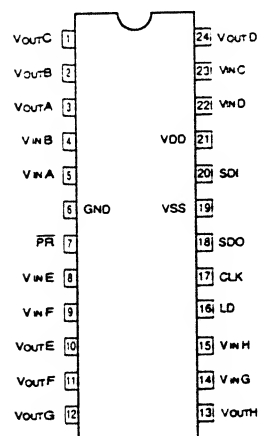 VOUTC 1 24 VOUTD
VOUTB 2 23 VINC
VOUTA 3 22 VIND
VINB 4 VDD 21
VINA 5 20 SDI
6 GND VSS 19
PR 7 18 SDO
VINE 8 17 CLK
VINF 9 16 LD
VOUTE 10 15 VINH
VOUTF 11 14 VING
VOUTG 12 13 VOUTH